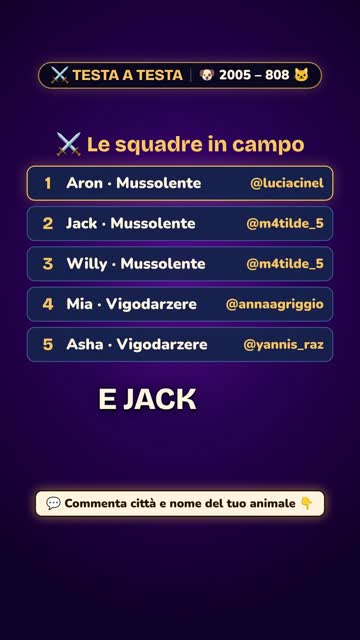 ⚔️ TESTA A TESTA | 🐶 2005 – 808 🐱
⚔️ Le squadre in campo
1 Aron · Mussolente @luciacinel
2 Jack · Mussolente @m4tilde_5
3 Willy · Mussolente @m4tilde_5
4 Mia · Vigodarzere @annaagriggio
5 Asha · Vigodarzere @yannis_raz
E JACK
💬 Commenta città e nome del tuo animale 👇